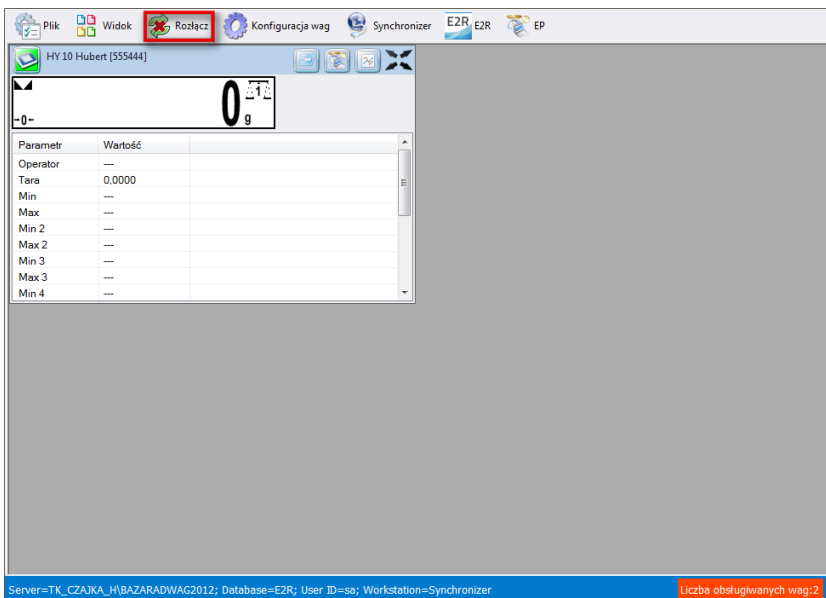 Plik Widok Rozłącz Konfiguracja wag Synchronizer E2R E2R EP
HY 10 Hubert [555444]
0 1
-0- g
Parametr Wartość
Operator ---
Tara 0,0000
Min ---
Max ---
Min 2 ---
Max 2 ---
Min 3 ---
Max 3 ---
Min 4 ---
Server=TK_CZAJKA_H\BAZARADWAG2012; Database=E2R; User ID=sa; Workstation=Synchronizer Liczba obsługiwanych wag:2